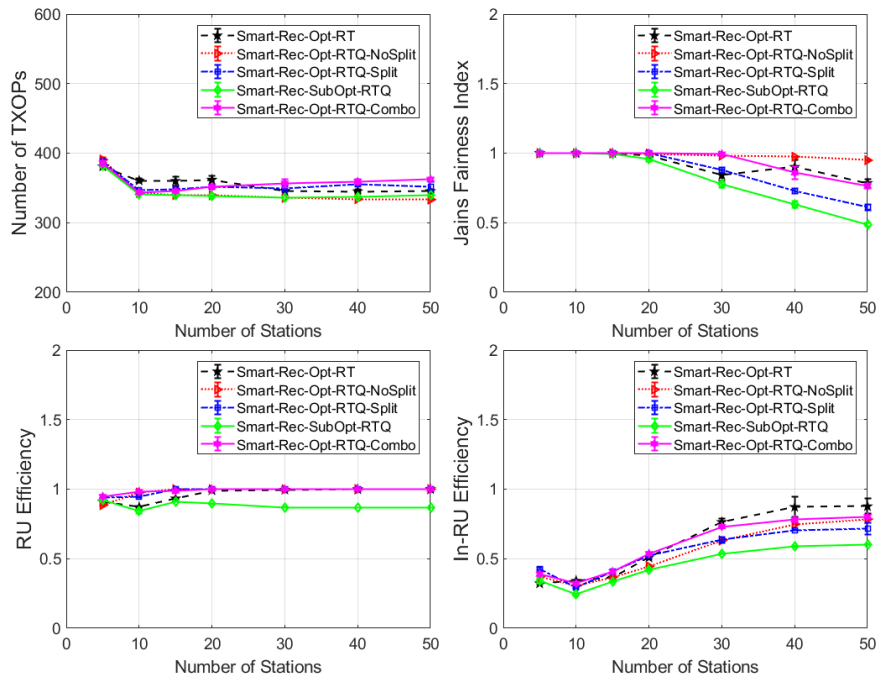 600
500
400
300
200
Number of TXOPs
0
10
20
30
40
50
Number of Stations
Smart-Rec-Opt-RT
Smart-Rec-Opt-RTQ-NoSplit
Smart-Rec-Opt-RTQ-Split
Smart-Rec-SubOpt-RTQ
Smart-Rec-Opt-RTQ-Combo
2
1.5
1
0.5
0
Jains Fairness Index
0
10
20
30
40
50
Number of Stations
Smart-Rec-Opt-RT
Smart-Rec-Opt-RTQ-NoSplit
Smart-Rec-Opt-RTQ-Split
Smart-Rec-SubOpt-RTQ
Smart-Rec-Opt-RTQ-Combo
2
1.5
1
0.5
0
RU Efficiency
0
10
20
30
40
50
Number of Stations
Smart-Rec-Opt-RT
Smart-Rec-Opt-RTQ-NoSplit
Smart-Rec-Opt-RTQ-Split
Smart-Rec-SubOpt-RTQ
Smart-Rec-Opt-RTQ-Combo
2
1.5
1
0.5
0
In-RU Efficiency
0
10
20
30
40
50
Number of Stations
Smart-Rec-Opt-RT
Smart-Rec-Opt-RTQ-NoSplit
Smart-Rec-Opt-RTQ-Split
Smart-Rec-SubOpt-RTQ
Smart-Rec-Opt-RTQ-Combo